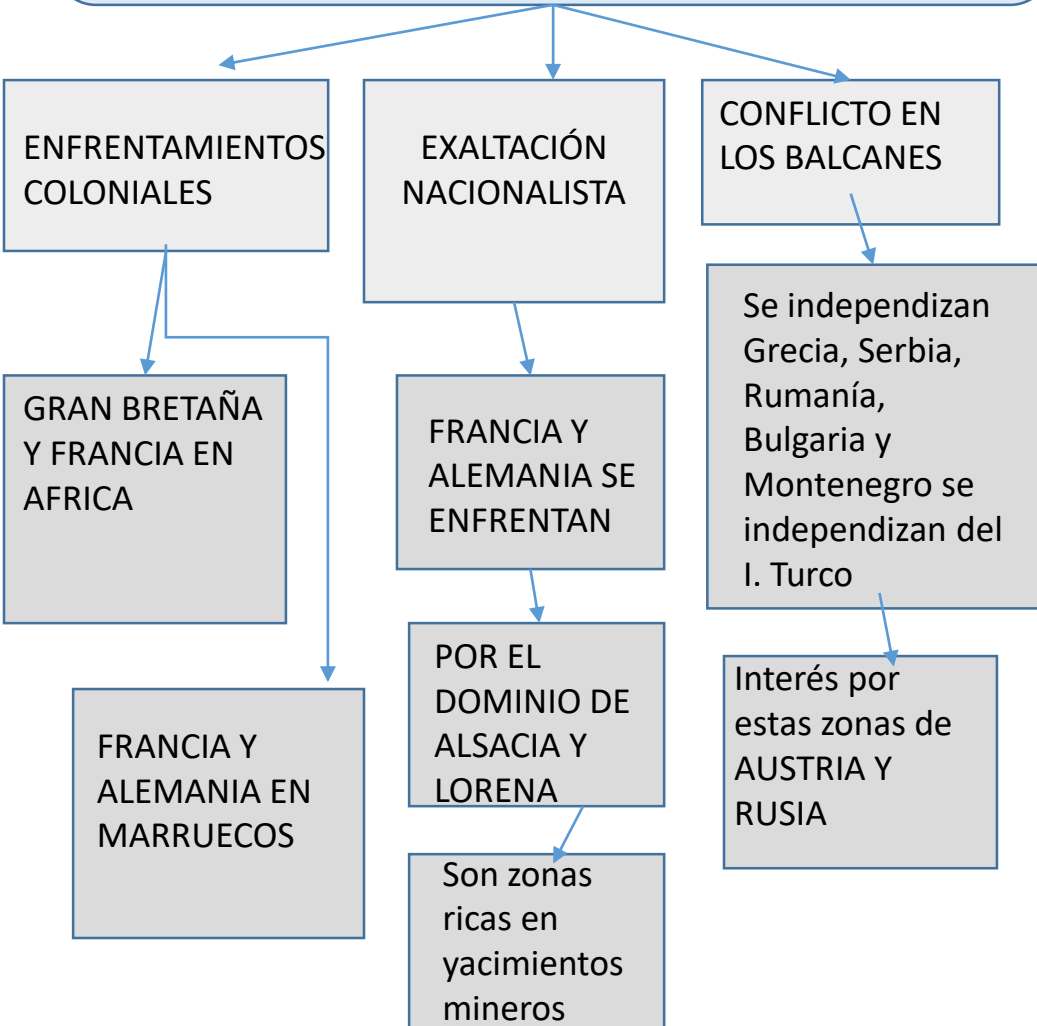 ENFRENTAMIENTOS
COLONIALES
EXALTACIÓN
NACIONALISTA
CONFLICTO EN
LOS BALCANES
GRAN BRETAÑA
Y FRANCIA EN
AFRICA
FRANCIA Y
ALEMANIA EN
MARRUECOS
FRANCIA Y
ALEMANIA SE
ENFRENTAN
POR EL
DOMINIO DE
ALSACIA Y
LORENA
Son zonas
ricas en
yacimientos
mineros
Se independizan
Grecia, Serbia,
Rumanía,
Bulgaria y
Montenegro se
independizan del
I. Turco
Interés por
estas zonas de
AUSTRIA Y
RUSIA